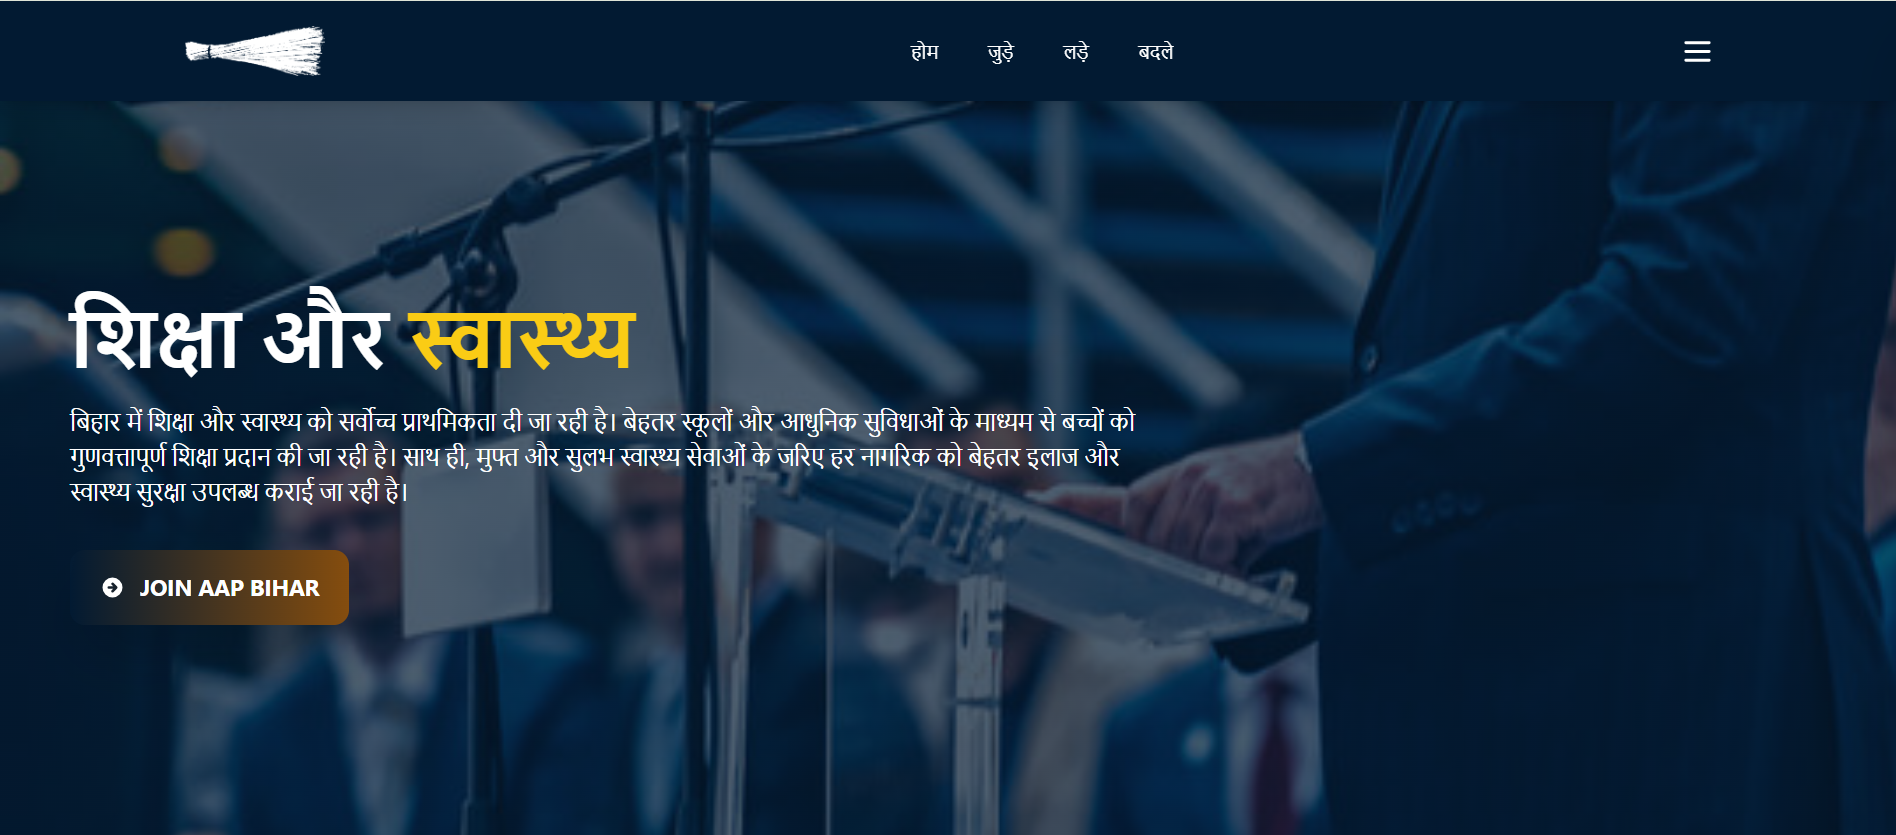 होम जुड़े लड़े बदले
शिक्षा और स्वास्थ्य
बिहार में शिक्षा और स्वास्थ्य को सर्वोच्च प्राथमिकता दी जा रही है। बेहतर स्कूलों और आधुनिक सुविधाओं के माध्यम से बच्चों को
गुणवत्तापूर्ण शिक्षा प्रदान की जा रही है। साथ ही, मुफ्त और सुलभ स्वास्थ्य सेवाओं के जरिए हर नागरिक को बेहतर इलाज और
स्वास्थ्य सुरक्षा उपलब्ध कराई जा रही है।
JOIN AAP BIHAR